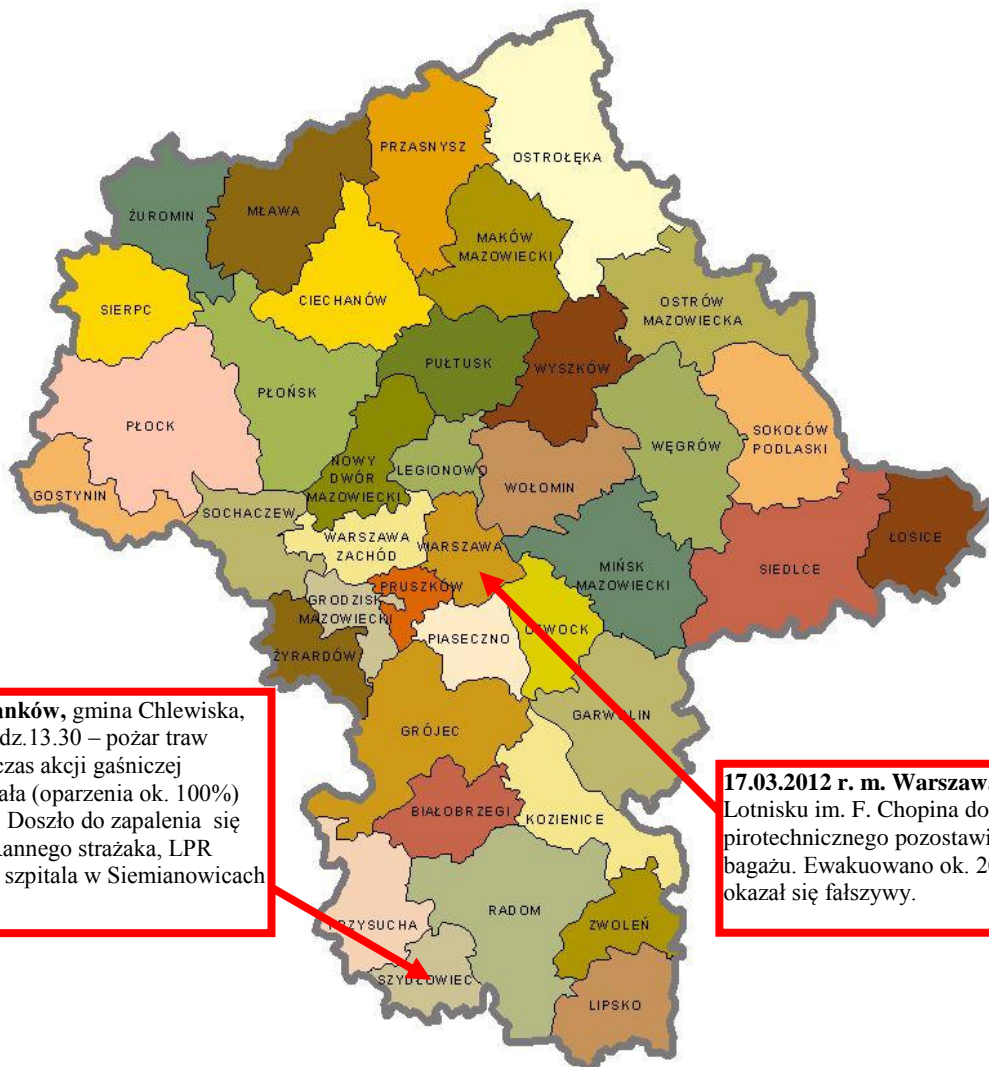 PRZASNYSZ
OSTROŁĘKA
ŻUROMIN
MŁAWA
MAKÓW
MAZOWIECKI
SIERPC
CIECHANÓW
OSTRÓW
MAZOWIECKA
PŁOCK
PŁOŃSK
PUŁTUSK
WYSZKÓW
SOKOŁÓW
PODLASKI
WĘGRÓW
NOWY
DWÓR
MAZOWIECKI
LEGIONOWO
WOŁOMIN
GOSTYNIN
SOCHACZEW
WARSZAWA
ZACHÓD
WARSZAWA
MIŃSK
MAZOWIECKI
SIEDLCE
ŁOSICE
PRUSZKÓW
GRODZISK
MAZOWIECKI
PIASECZNO
OTWOCK
ŻYRARDÓW
GARWOLIN
GRÓJEC
anków, gmina Chlewiska,
dz.13.30 – pożar traw
czas akcji gaśniczej
ała (oparzenia ok. 100%)
Doszło do zapalenia się
annego strażaka, LPR
szpitala w Siemianowicach
17.03.2012 r. m. Warszaw
Lotnisku im. F. Chopina do
pirotechnicznego pozostawi
bagażu. Ewakuowano ok. 20
okazał się fałszywy.
BIAŁOBRZEGI
KOZIENICE
PRZYSUCHA
RADOM
ZWOLEŃ
SZYDŁOWIEC
LIPSKO